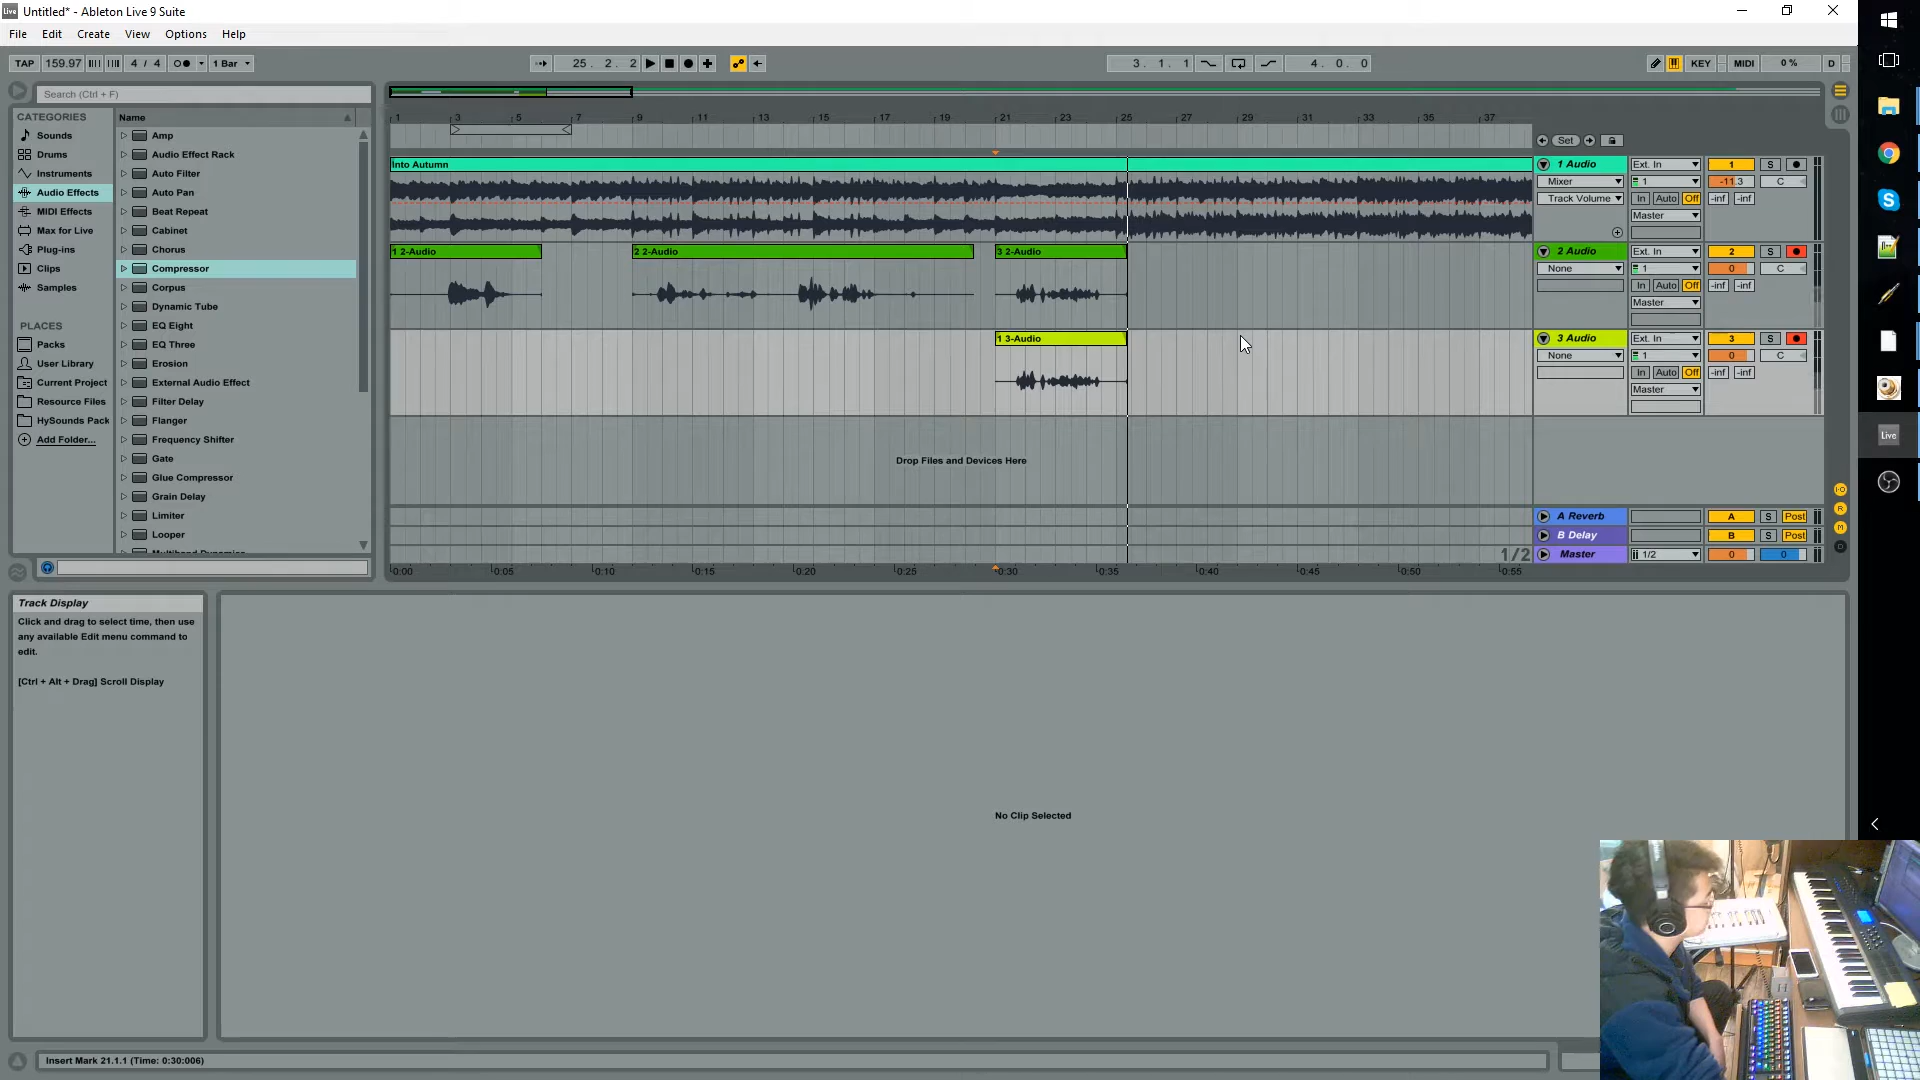 Live Untitled* - Ableton Live 9 Suite
File Edit Create View Options Help
TAP 159.97 4 / 4 1 Bar 25. 2. 2 3. 1. 1 4. 0. 0 KEY MIDI 0 % D
Search (Ctrl + F)
CATEGORIES
Sounds
Drums
Instruments
Audio Effects
MIDI Effects
Max for Live
Plug-ins
Clips
Samples
PLACES
Packs
User Library
Current Project
Resource Files
HySounds Pack
Add Folder...
Name
Amp
Audio Effect Rack
Auto Filter
Auto Pan
Beat Repeat
Cabinet
Chorus
Compressor
Corpus
Dynamic Tube
EQ Eight
EQ Three
Erosion
External Audio Effect
Filter Delay
Flanger
Frequency Shifter
Gate
Glue Compressor
Grain Delay
Limiter
Looper
Multiband Dynamics
1 3 5 7 9 11 13 15 17 19 21 23 25 27 29 31 33 35 37
Set
Into Autumn
1 2-Audio 2 2-Audio 3 2-Audio
1 3-Audio
Drop Files and Devices Here
1/2
0:00 0:05 0:10 0:15 0:20 0:25 0:30 0:35 0:40 0:45 0:50 0:55
1 Audio Ext. In 1 S
Mixer 1 -11.3 C
Track Volume In Auto Off -inf -inf
Master
2 Audio Ext. In 2 S
None 1 0 C
In Auto Off -inf -inf
Master
3 Audio Ext. In 3 S
None 1 0 C
In Auto Off -inf -inf
Master
A Reverb A S Post
B Delay B S Post
Master 1/2 0 0
I-O
R
M
D
Live
Track Display
Click and drag to select time, then use
any available Edit menu command to
edit.
[Ctrl + Alt + Drag] Scroll Display
No Clip Selected
Insert Mark 21.1.1 (Time: 0:30:006)